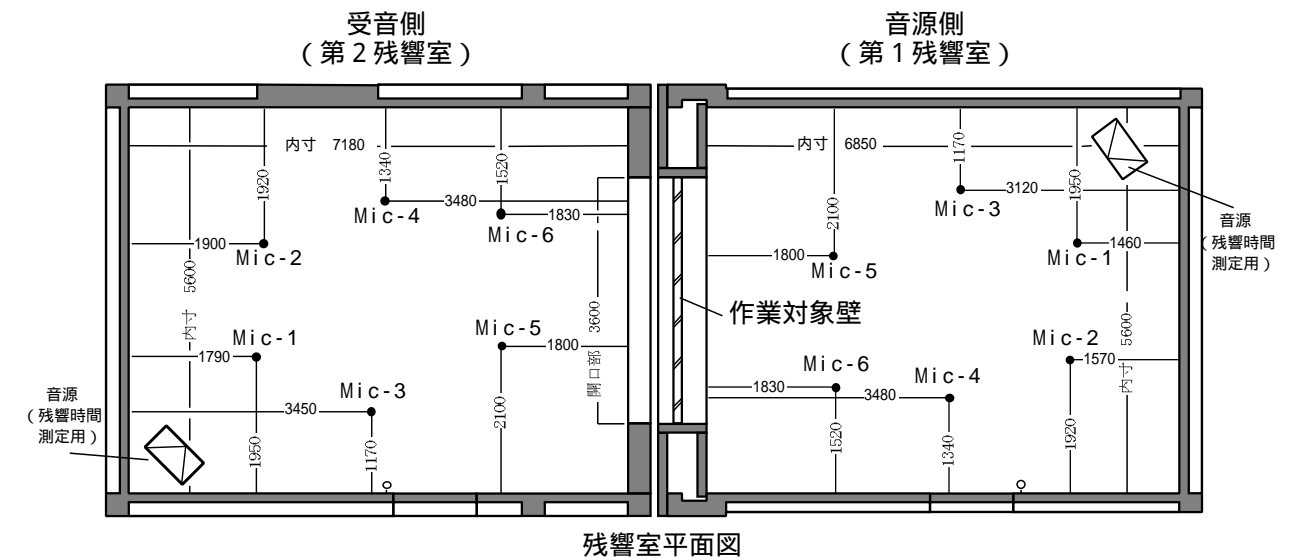 受音側
（第２残響室）
音源側
（第１残響室）
内寸 7180
1920
1340
1520
3480
Mic-4
1830
Mic-6
1900
Mic-2
内寸 5600
Mic-1
1790
Mic-3
3450
1950
1170
Mic-5
1800
2100
開口部 3600
音源
（残響時間
測定用）
内寸 6850
1170
1950
2100
3120
Mic-3
1460
Mic-1
1800
Mic-5
音源
（残響時間
測定用）
作業対象壁
Mic-2
1570
内寸 5600
Mic-6
1830
Mic-4
3480
1520
1340
1920
残響室平面図